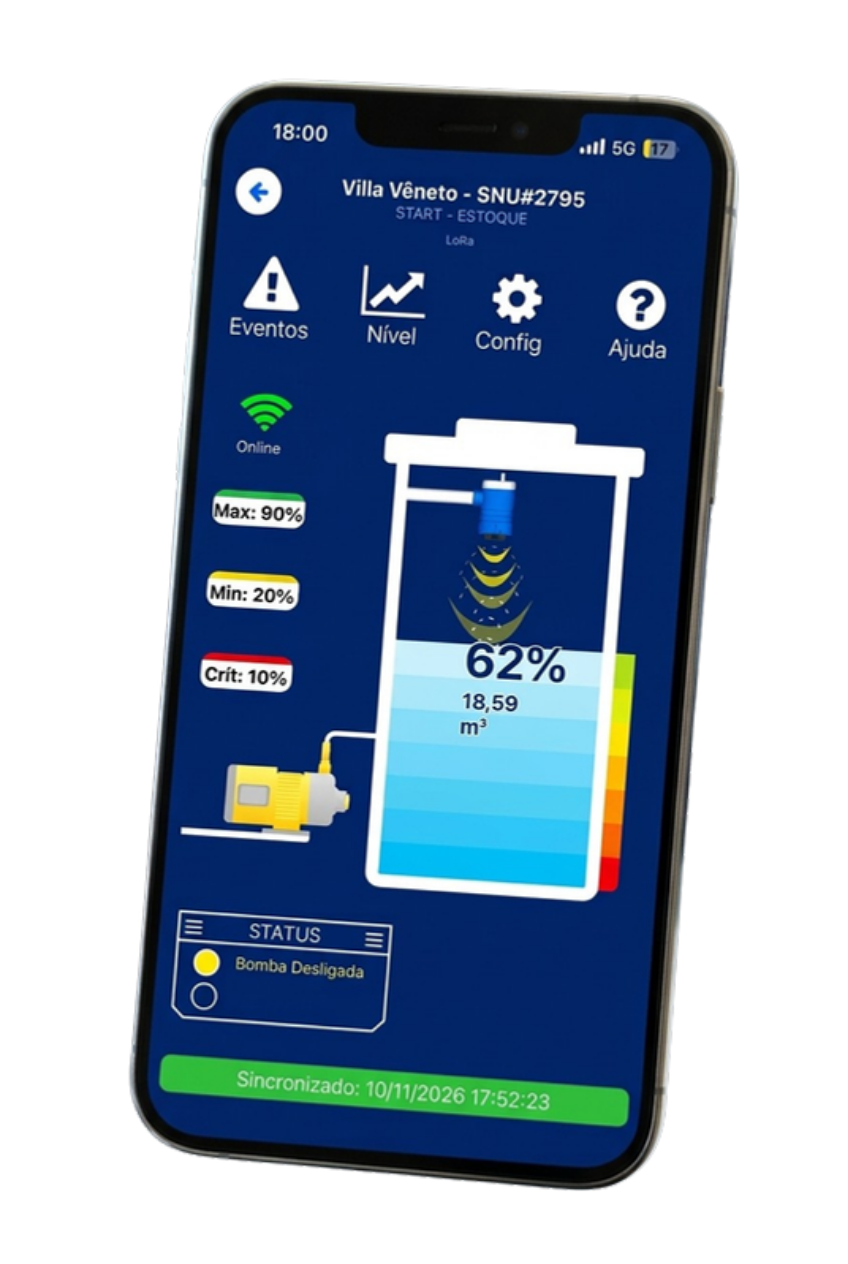 18:00
5G 17
Villa Vêneto - SNU#2795
START - ESTOQUE
LoRa
Eventos
Nível
Config
Ajuda
Online
Max: 90%
Min: 20%
Crít: 10%
62%
18,59
m³
STATUS
Bomba Desligada
Sincronizado: 10/11/2026 17:52:23